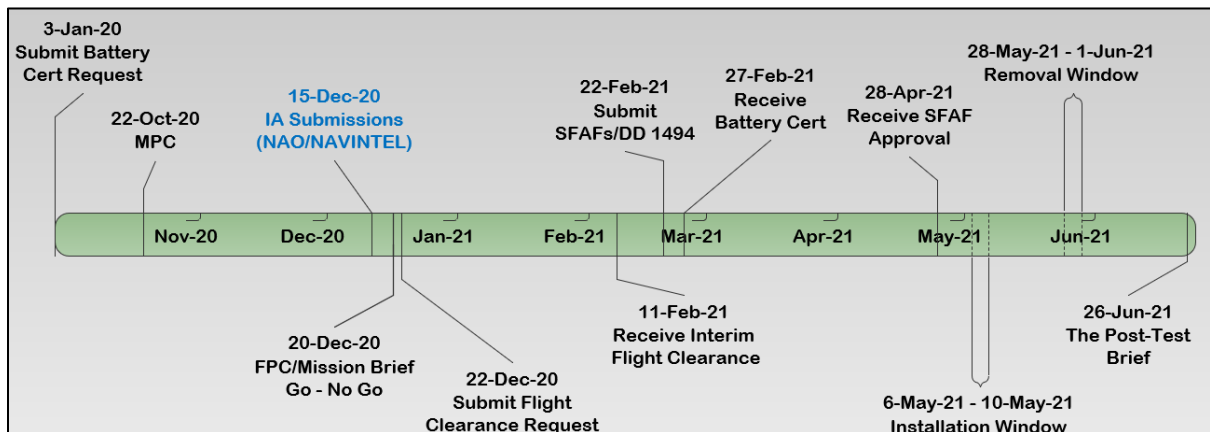 3-Jan-20
Submit Battery
Cert Request
22-Oct-20
MPC
15-Dec-20
IA Submissions
(NAO/NAVINTEL)
22-Feb-21
Submit
SFAFs/DD 1494
27-Feb-21
Receive
Battery Cert
28-Apr-21
Receive SFAF
Approval
28-May-21 - 1-Jun-21
Removal Window
Nov-20
Dec-20
Jan-21
Feb-21
Mar-21
Apr-21
May-21
Jun-21
20-Dec-20
FPC/Mission Brief
Go - No Go
22-Dec-20
Submit Flight
Clearance Request
11-Feb-21
Receive Interim
Flight Clearance
6-May-21 - 10-May-21
Installation Window
26-Jun-21
The Post-Test
Brief